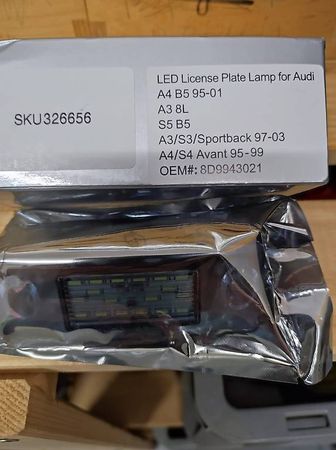 SKU326656
LED License Plate Lamp for Audi
A4 B5 95-01
A3 8L
S5 B5
A3/S3/Sportback 97-03
A4/S4 Avant 95-99
OEM#: 8D9943021